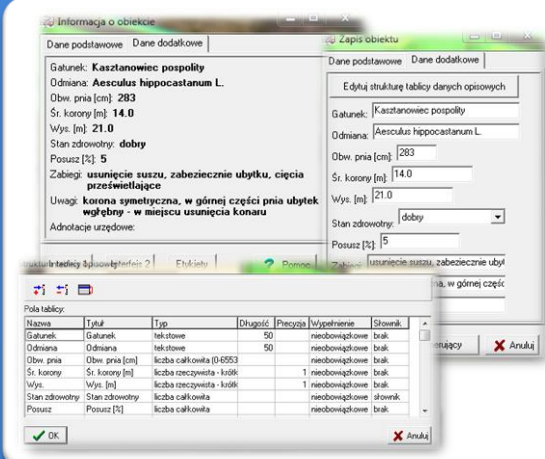 Informacja o obiekcie
Dane podstawowe Dane dodatkowe
Gatunek: Kasztanowiec pospolity
Odmiana: Aesculus hippocastanum L.
Obw. pnia [cm]: 283
Śr. korony [m]: 14.0
Wys. [m]: 21.0
Stan zdrowotny: dobry
Posusz [%]: 5
Zabiegi: usunięcie suszu, zabeziecznie ubytku, cięcia
prześwietlające
Uwagi: korona symetryczna, w górnej części pnia ubytek
wgłębny - w miejscu usunięcia konaru
Adnotacje urzędowe:
Etykiety
Pomoc
Zapis obiektu
Dane podstawowe Dane dodatkowe
Edytuj strukturę tablicy danych opisowych
Gatunek: Kasztanowiec pospolity
Odmiana: Aesculus hippocastanum L.
Obw. pnia [cm]: 283
Śr. korony [m]: 14.0
Wys. [m]: 21.0
Stan zdrowotny: dobry
Posusz [%]: 5
Zabiegi: usunięcie suszu, zabeziecznie ubyt
w górnej częśc
Anuluj
Pola tablicy:
Nazwa Tytuł Typ Długość Precyzja Wypełnienie Słownik
Gatunek Gatunek tekstowe 50 nieobowiązkowe brak
Odmiana Odmiana tekstowe 50 nieobowiązkowe brak
Obw. pnia Obw. pnia [cm] liczba całkowita (0-6553 nieobowiązkowe brak
Śr. korony Śr. korony [m] liczba rzeczywista - krótk 1 nieobowiązkowe brak
Wys. Wys. [m] liczba rzeczywista - krótk 1 nieobowiązkowe brak
Stan zdrowotny Stan zdrowotny liczba całkowita nieobowiązkowe słownik
Posusz Posusz [%] liczba całkowita nieobowiązkowe brak
OK Anuluj